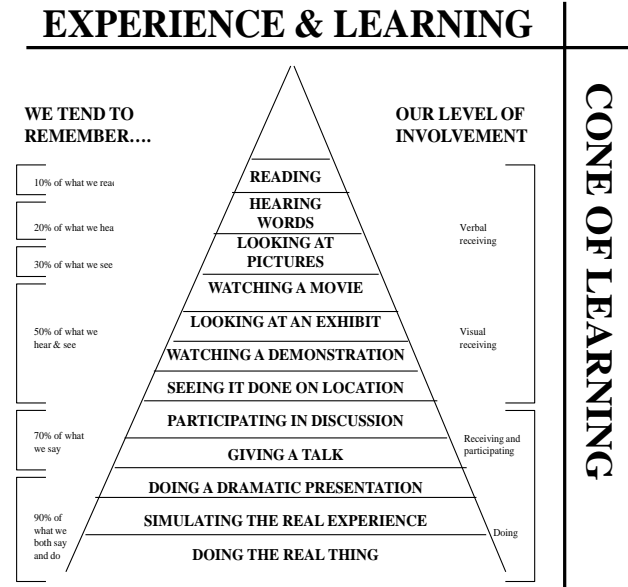 EXPERIENCE & LEARNING
WE TEND TO
REMEMBER….
OUR LEVEL OF
INVOLVEMENT
CONE OF LEARNING
READING
HEARING
WORDS
LOOKING AT
PICTURES
WATCHING A MOVIE
LOOKING AT AN EXHIBIT
WATCHING A DEMONSTRATION
SEEING IT DONE ON LOCATION
PARTICIPATING IN DISCUSSION
GIVING A TALK
DOING A DRAMATIC PRESENTATION
SIMULATING THE REAL EXPERIENCE
DOING THE REAL THING
10% of what we rea
20% of what we hea
30% of what we see
50% of what we
hear & see
70% of what
we say
90% of
what we
both say
and do
Verbal
receiving
Visual
receiving
Receiving and
participating
Doing